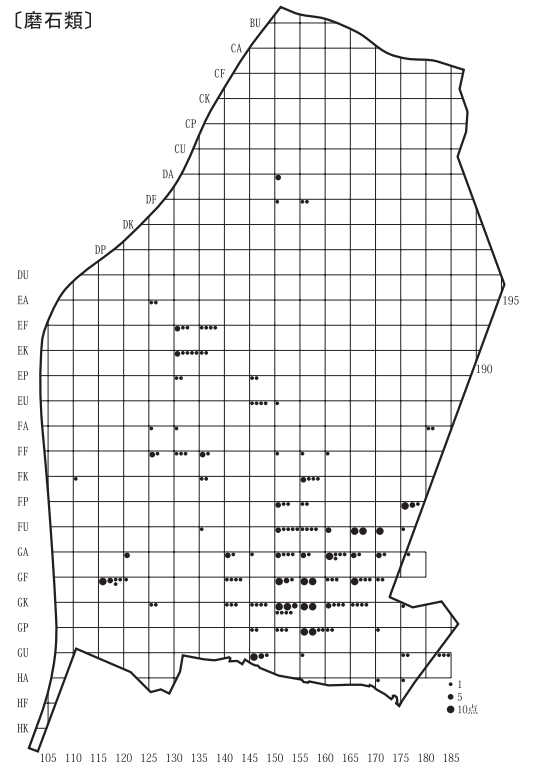 〔磨石類〕
BU
CA
CF
CK
CP
CU
DA
DF
DK
DP
DU
EA
195
EF
EK
190
EP
EU
FA
FF
FK
FP
FU
GA
GF
GK
GP
GU
HA
1
5
HF
10点
HK
105 110 115 120 125 130 135 140 145 150 155 160 165 170 175 180 185